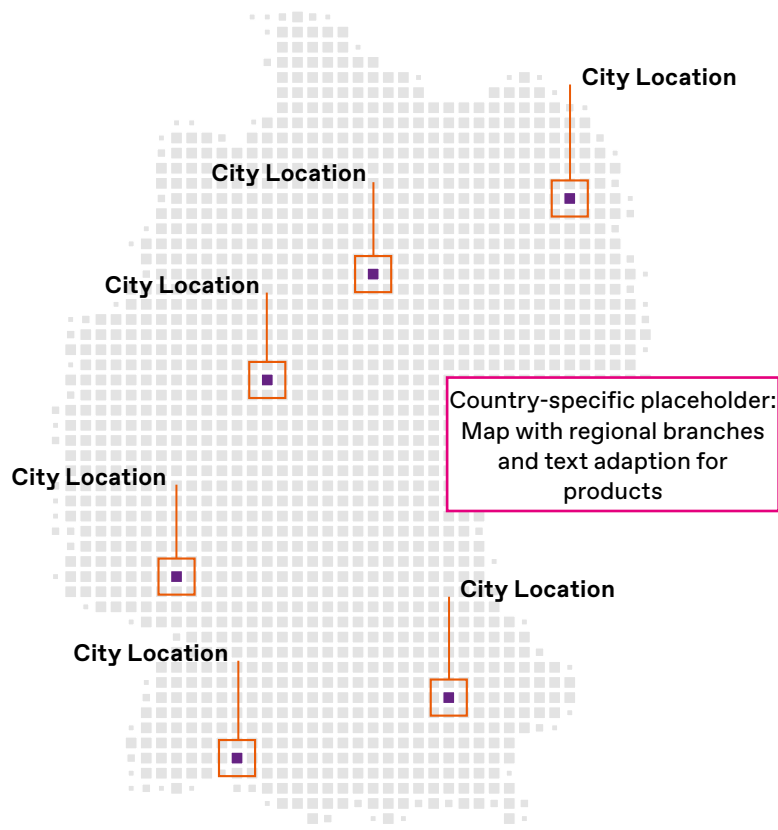 City Location
City Location
City Location
Country-specific placeholder:
Map with regional branches
and text adaption for
products
City Location
City Location
City Location